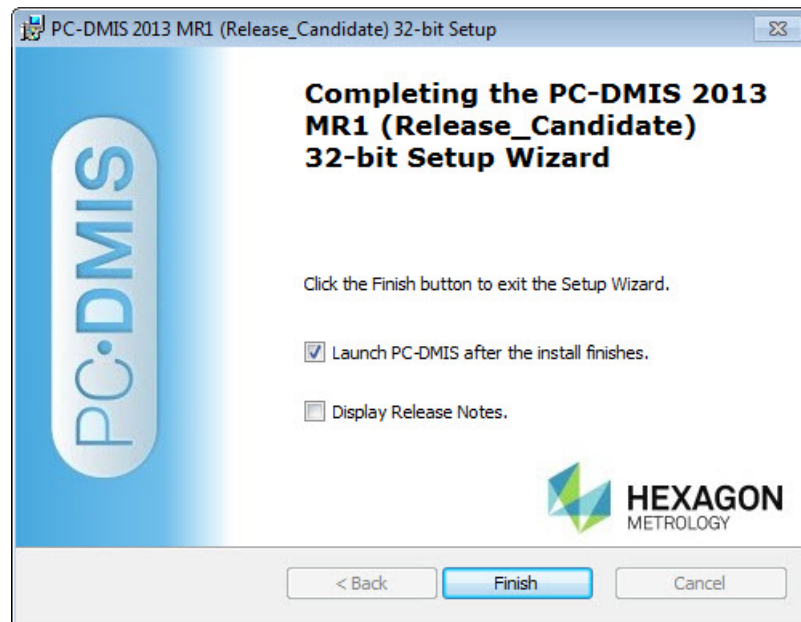 PC-DMIS 2013 MR1 (Release_Candidate) 32-bit Setup
PC•DMIS
Completing the PC-DMIS 2013
MR1 (Release_Candidate)
32-bit Setup Wizard
Click the Finish button to exit the Setup Wizard.
Launch PC-DMIS after the install finishes.
Display Release Notes.
HEXAGON
METROLOGY
< Back
Finish
Cancel